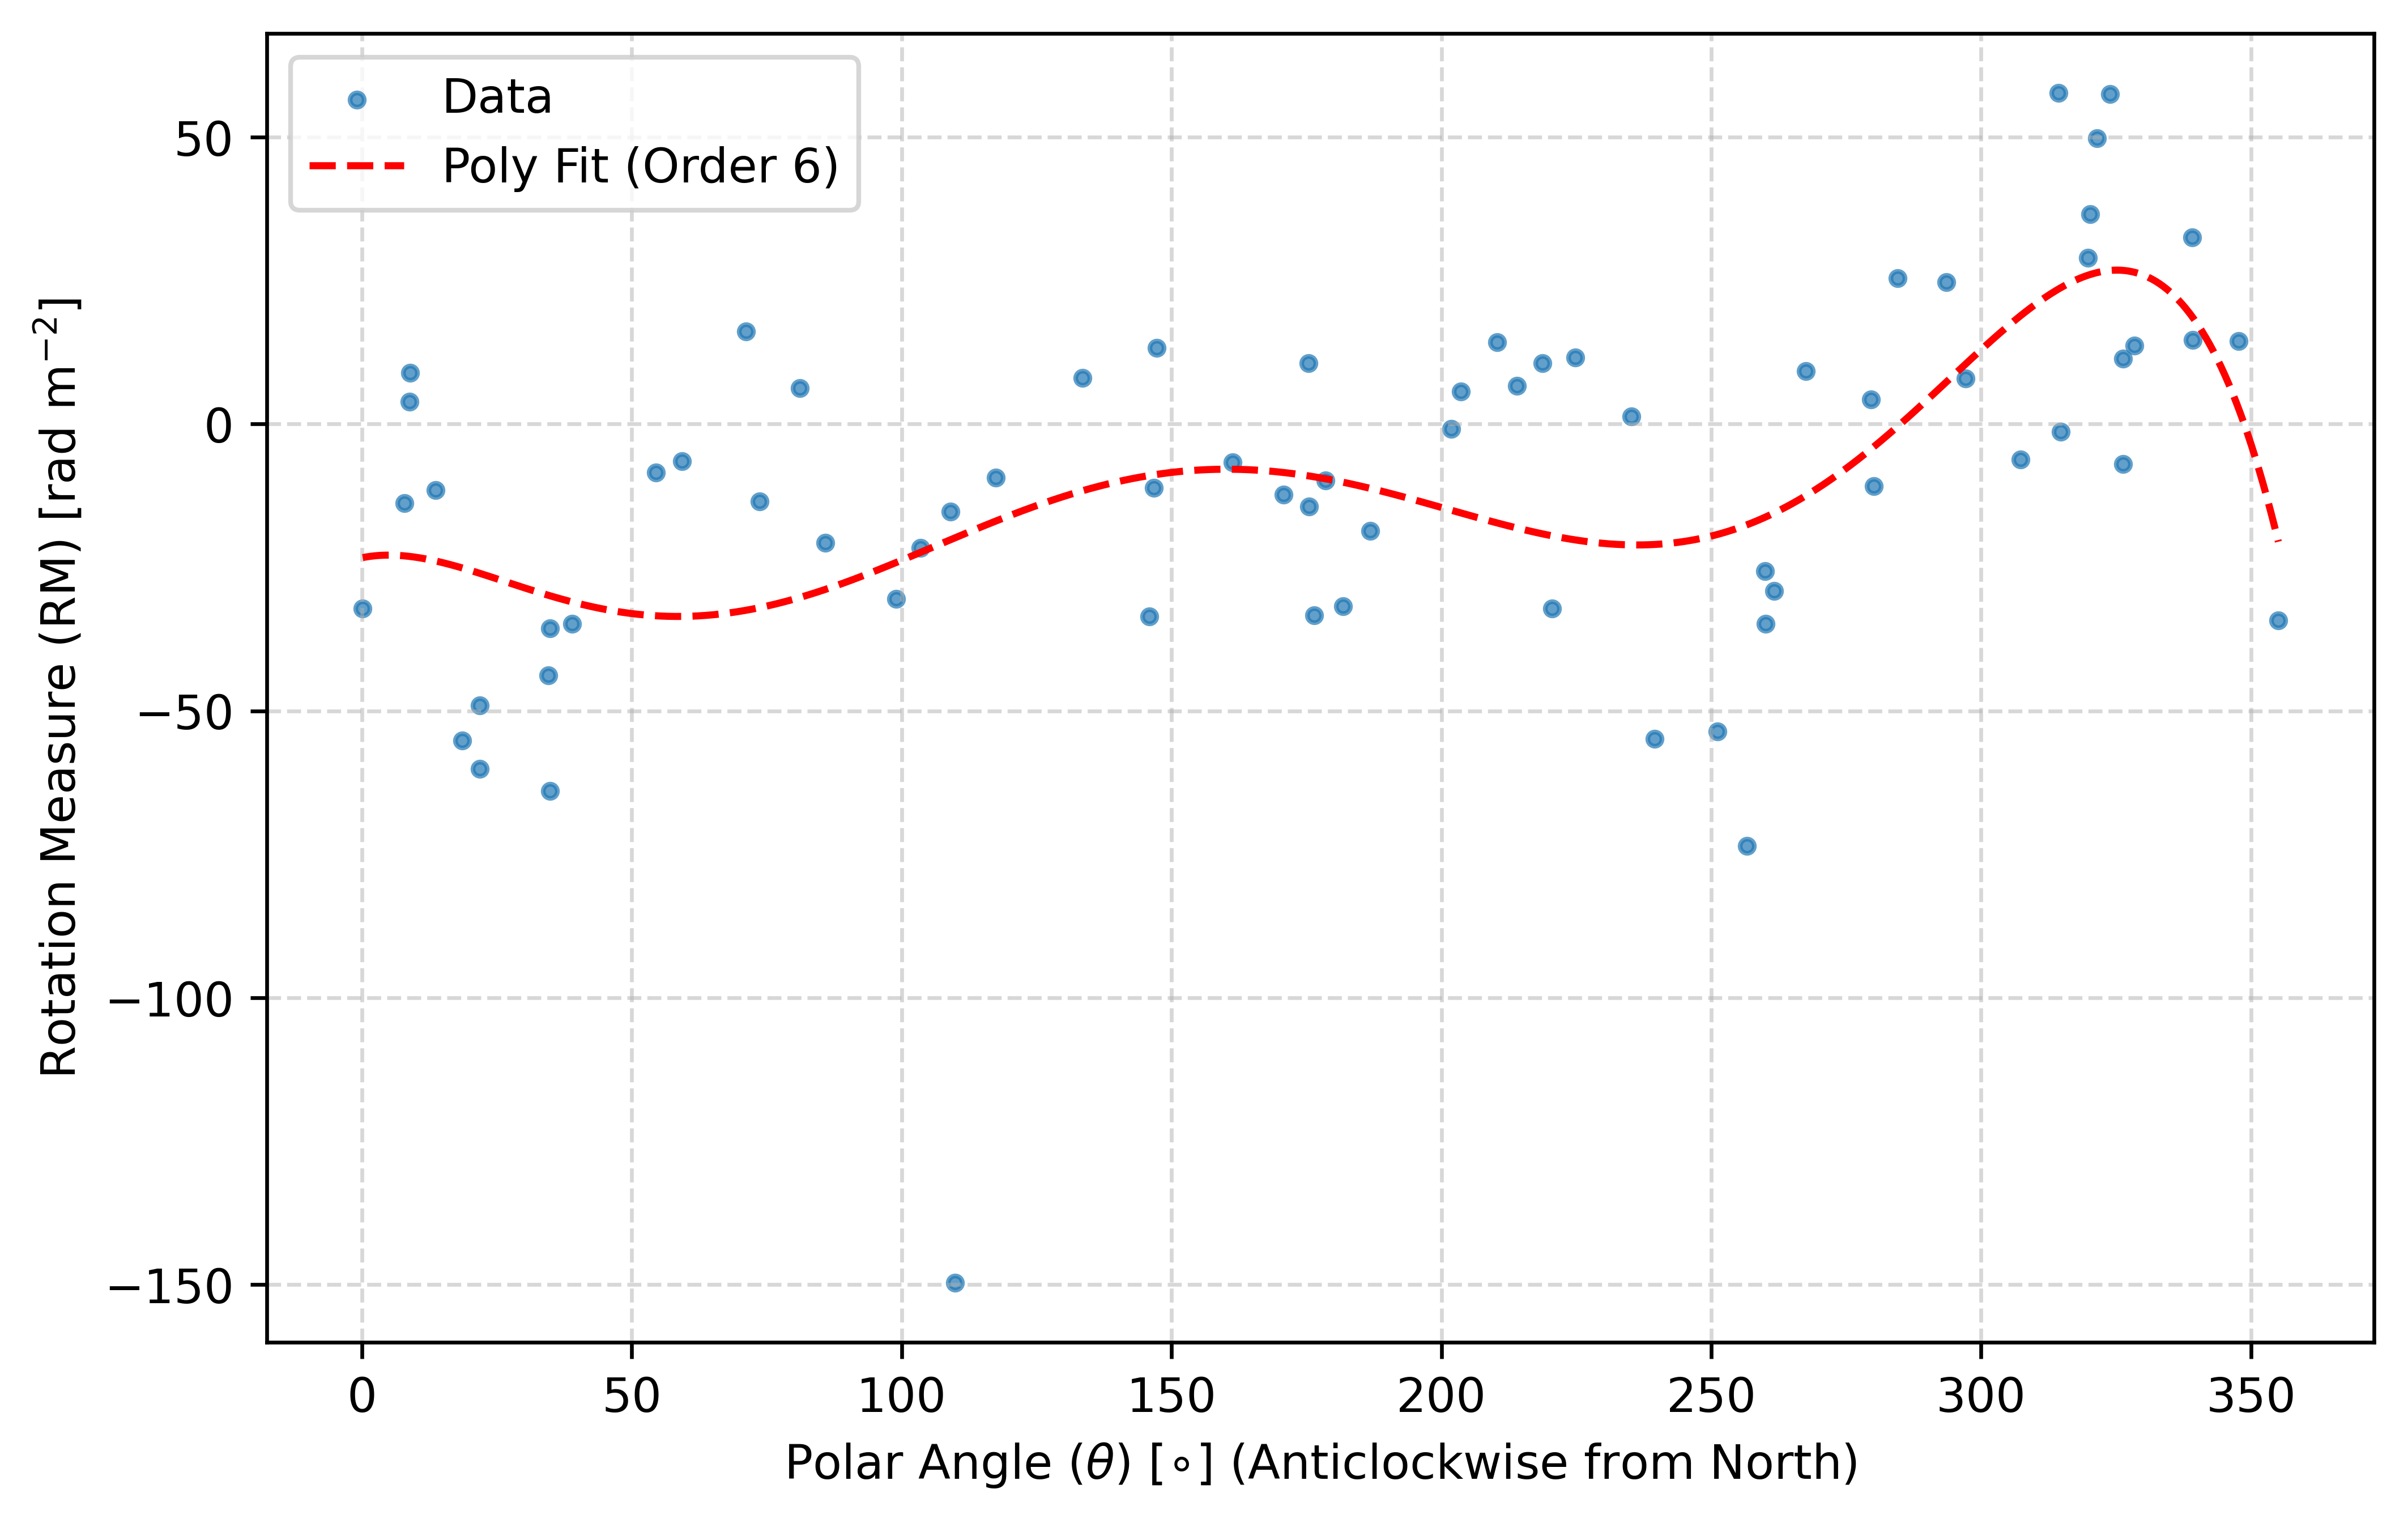 Data
Poly Fit (Order 6)
50
0
−50
−100
−150
Rotation Measure (RM) [rad m⁻²]
0 50 100 150 200 250 300 350
Polar Angle (θ) [∘] (Anticlockwise from North)